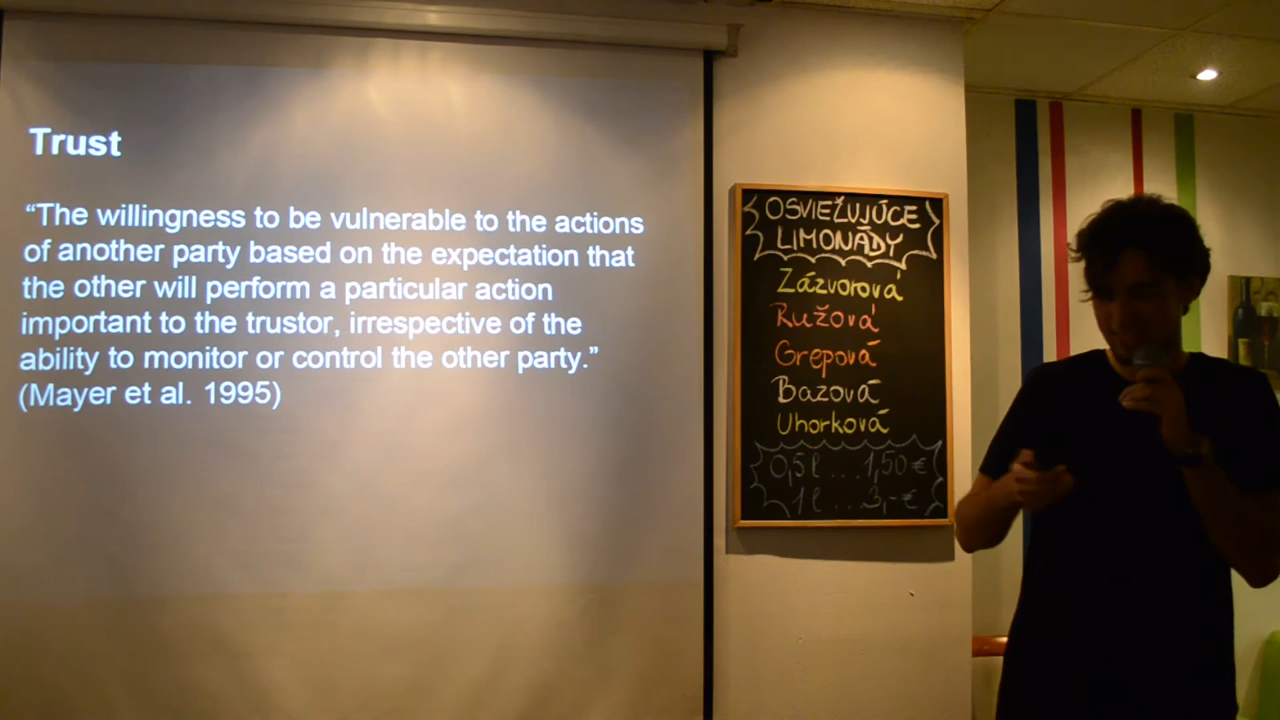 Trust
“The willingness to be vulnerable to the actions
of another party based on the expectation that
the other will perform a particular action
important to the trustor, irrespective of the
ability to monitor or control the other party.”
(Mayer et al. 1995)
OSVIEŽUJÚCE
LIMONÁDY
Zázvorová
Ružová
Grepová
Bazová
Uhorková
0,5l ... 1,50 €
1l ... 3,- €